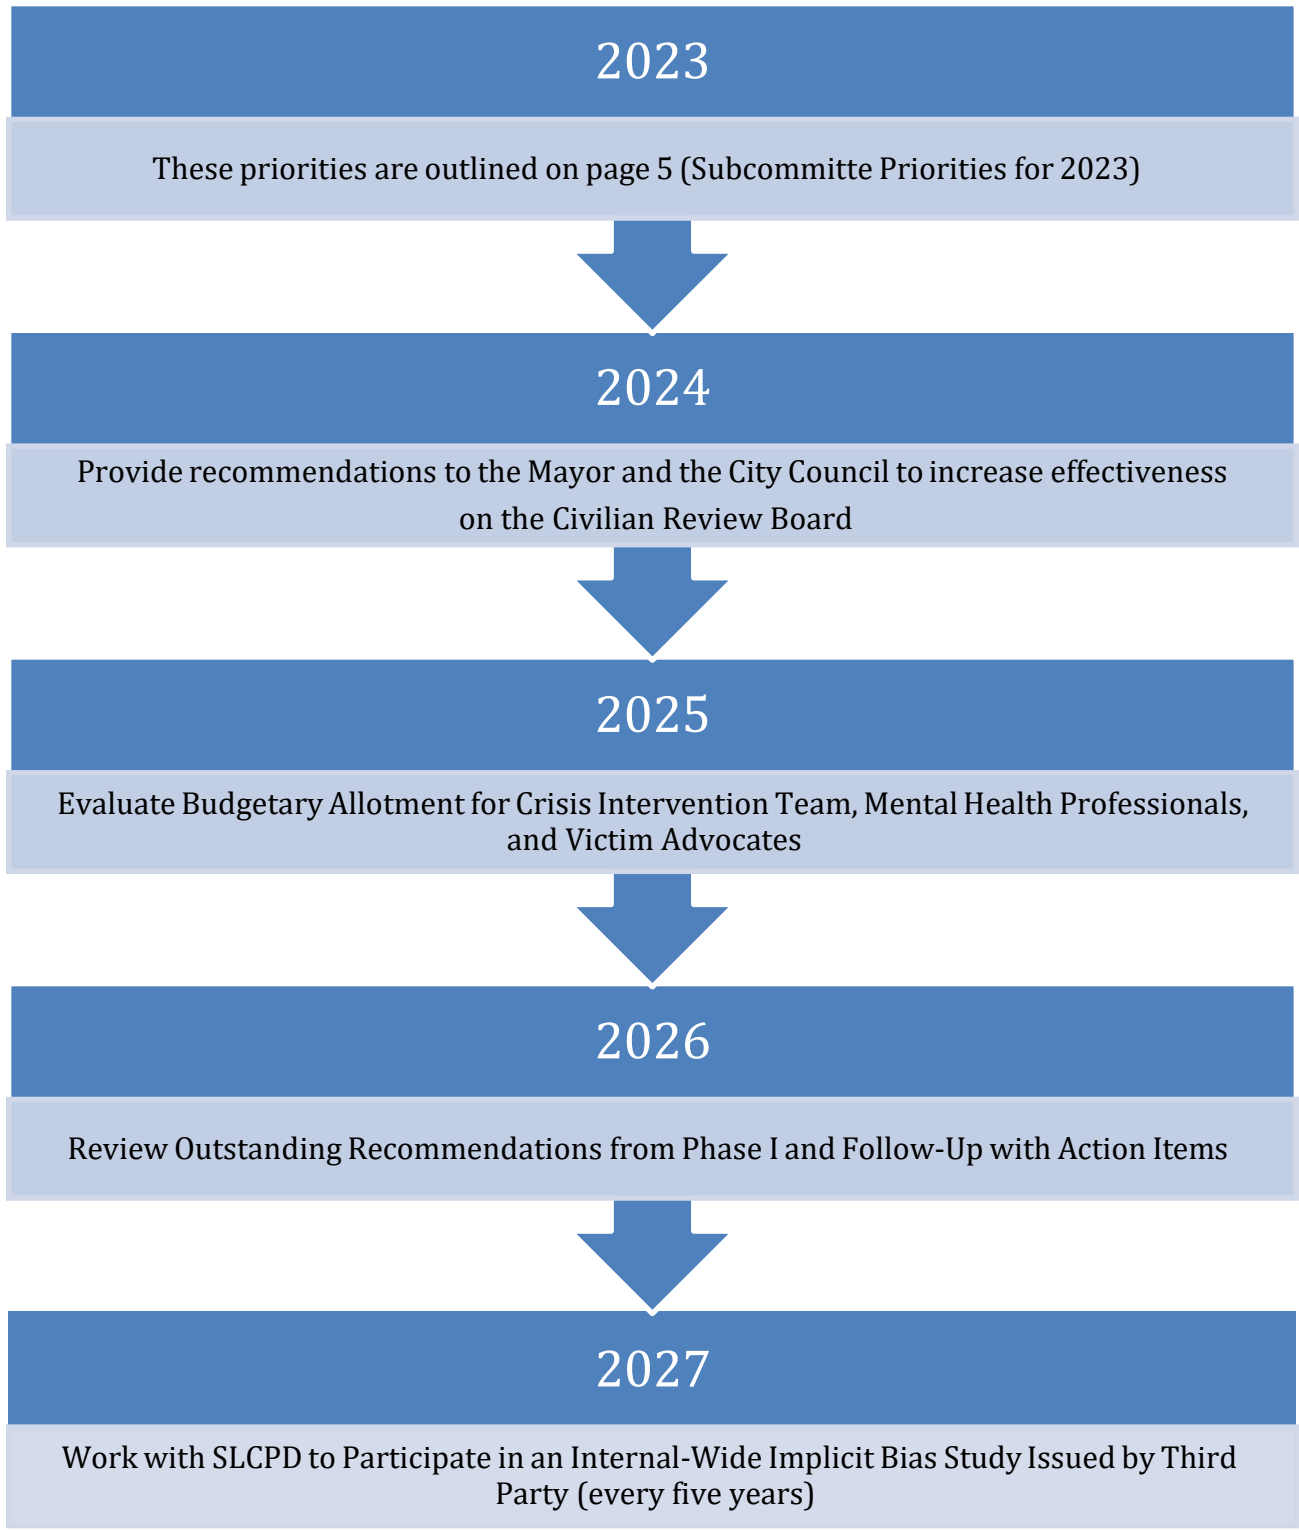 2023
These priorities are outlined on page 5 (Subcommitte Priorities for 2023)
2024
Provide recommendations to the Mayor and the City Council to increase effectiveness
on the Civilian Review Board
2025
Evaluate Budgetary Allotment for Crisis Intervention Team, Mental Health Professionals,
and Victim Advocates
2026
Review Outstanding Recommendations from Phase I and Follow-Up with Action Items
2027
Work with SLCPD to Participate in an Internal-Wide Implicit Bias Study Issued by Third
Party (every five years)